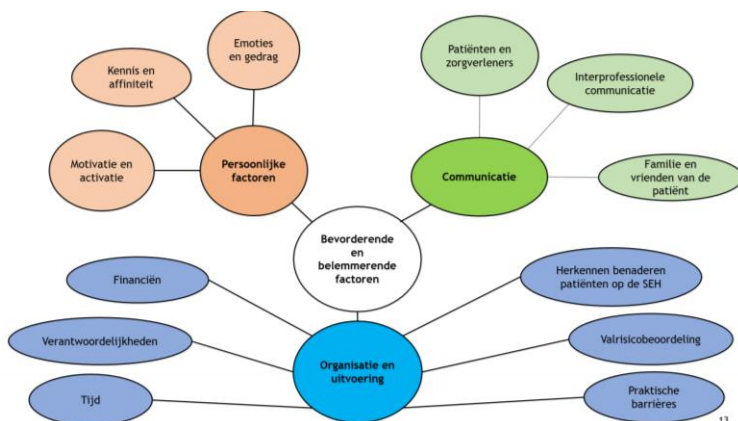 Emoties
en gedrag
Kennis en
affiniteit
Motivatie en
activatie
Persoonlijke
factoren
Patiënten en
zorgverleners
Interprofessionele
communicatie
Communicatie
Familie en
vrienden van de
patiënt
Bevorderende
en
belemmerende
factoren
Financiën
Verantwoordelijkheden
Tijd
Organisatie en
uitvoering
Herkennen benaderen
patiënten op de SEH
Valrisicobeoordeling
Praktische
barrières
13